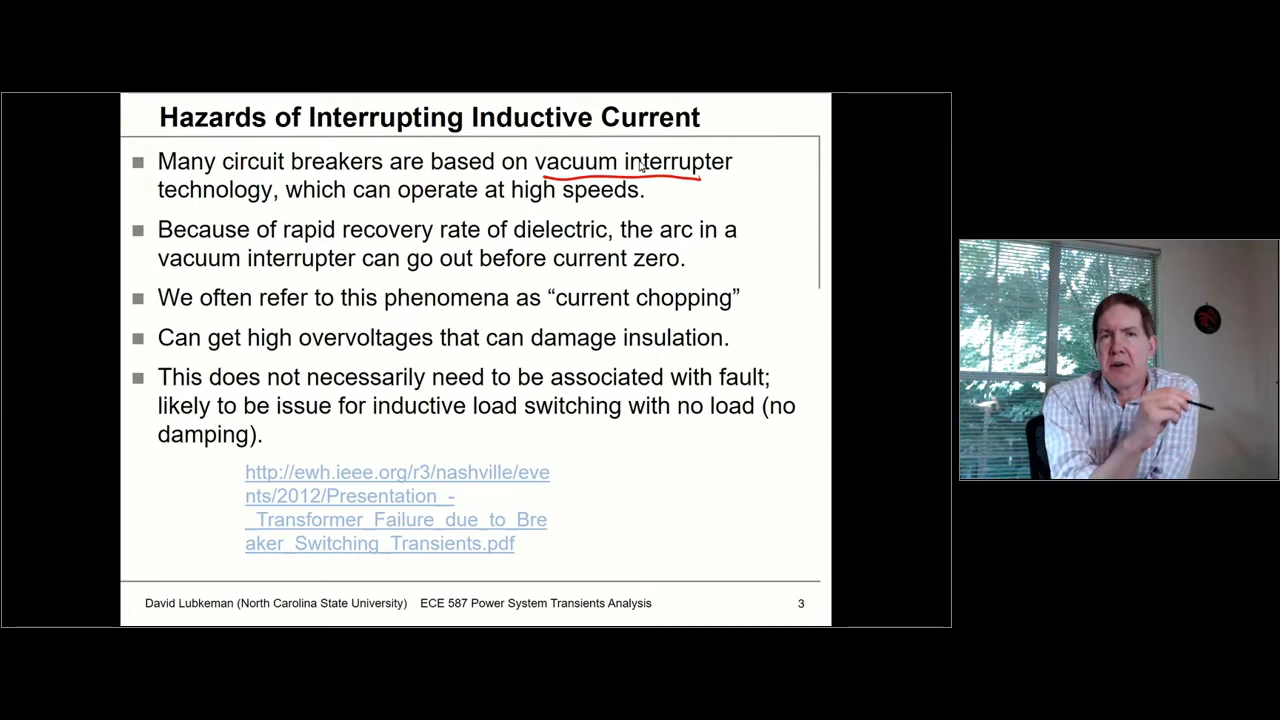 Hazards of Interrupting Inductive Current
Many circuit breakers are based on vacuum interrupter
technology, which can operate at high speeds.
Because of rapid recovery rate of dielectric, the arc in a
vacuum interrupter can go out before current zero.
We often refer to this phenomena as “current chopping”
Can get high overvoltages that can damage insulation.
This does not necessarily need to be associated with fault;
likely to be issue for inductive load switching with no load (no
damping).
http://ewh.ieee.org/r3/nashville/eve
nts/2012/Presentation_-
_Transformer_Failure_due_to_Bre
aker_Switching_Transients.pdf
David Lubkeman (North Carolina State University) ECE 587 Power System Transients Analysis 3